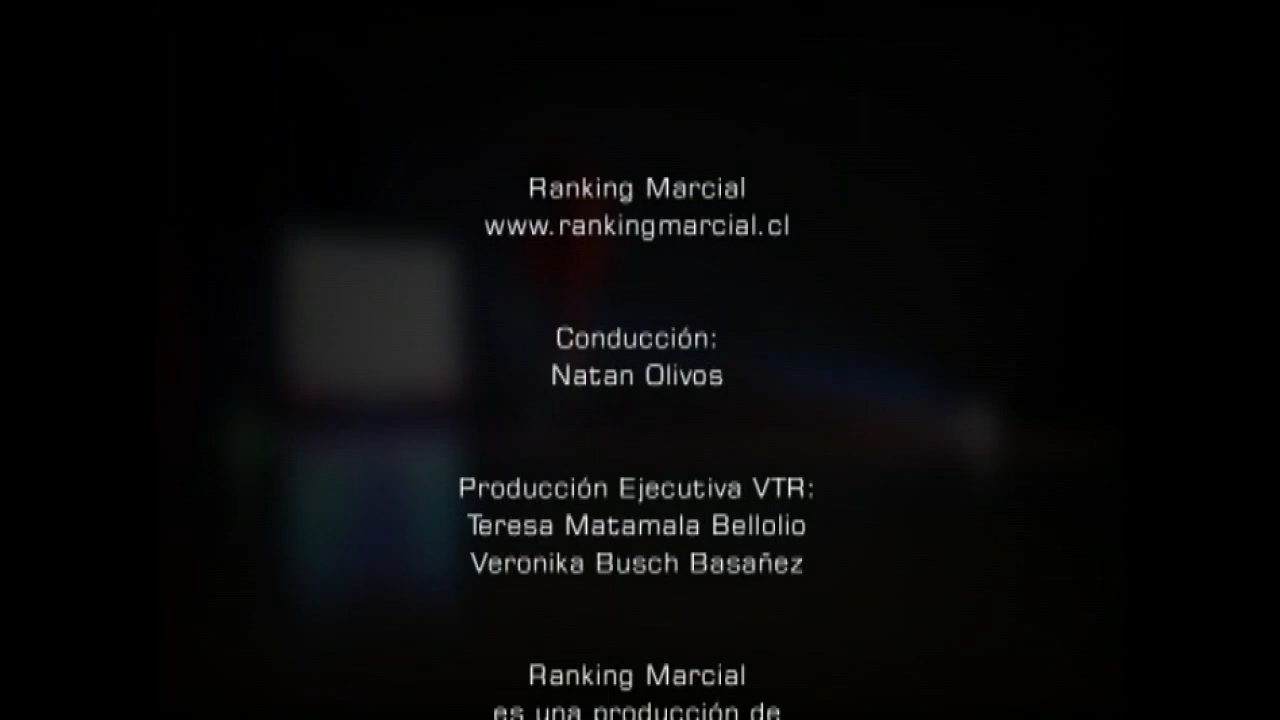 Ranking Marcial
www.rankingmarcial.cl
Conducción:
Natan Olivos
Producción Ejecutiva VTR:
Teresa Matamala Bellolio
Veronika Busch Basañez
Ranking Marcial
es una producción de